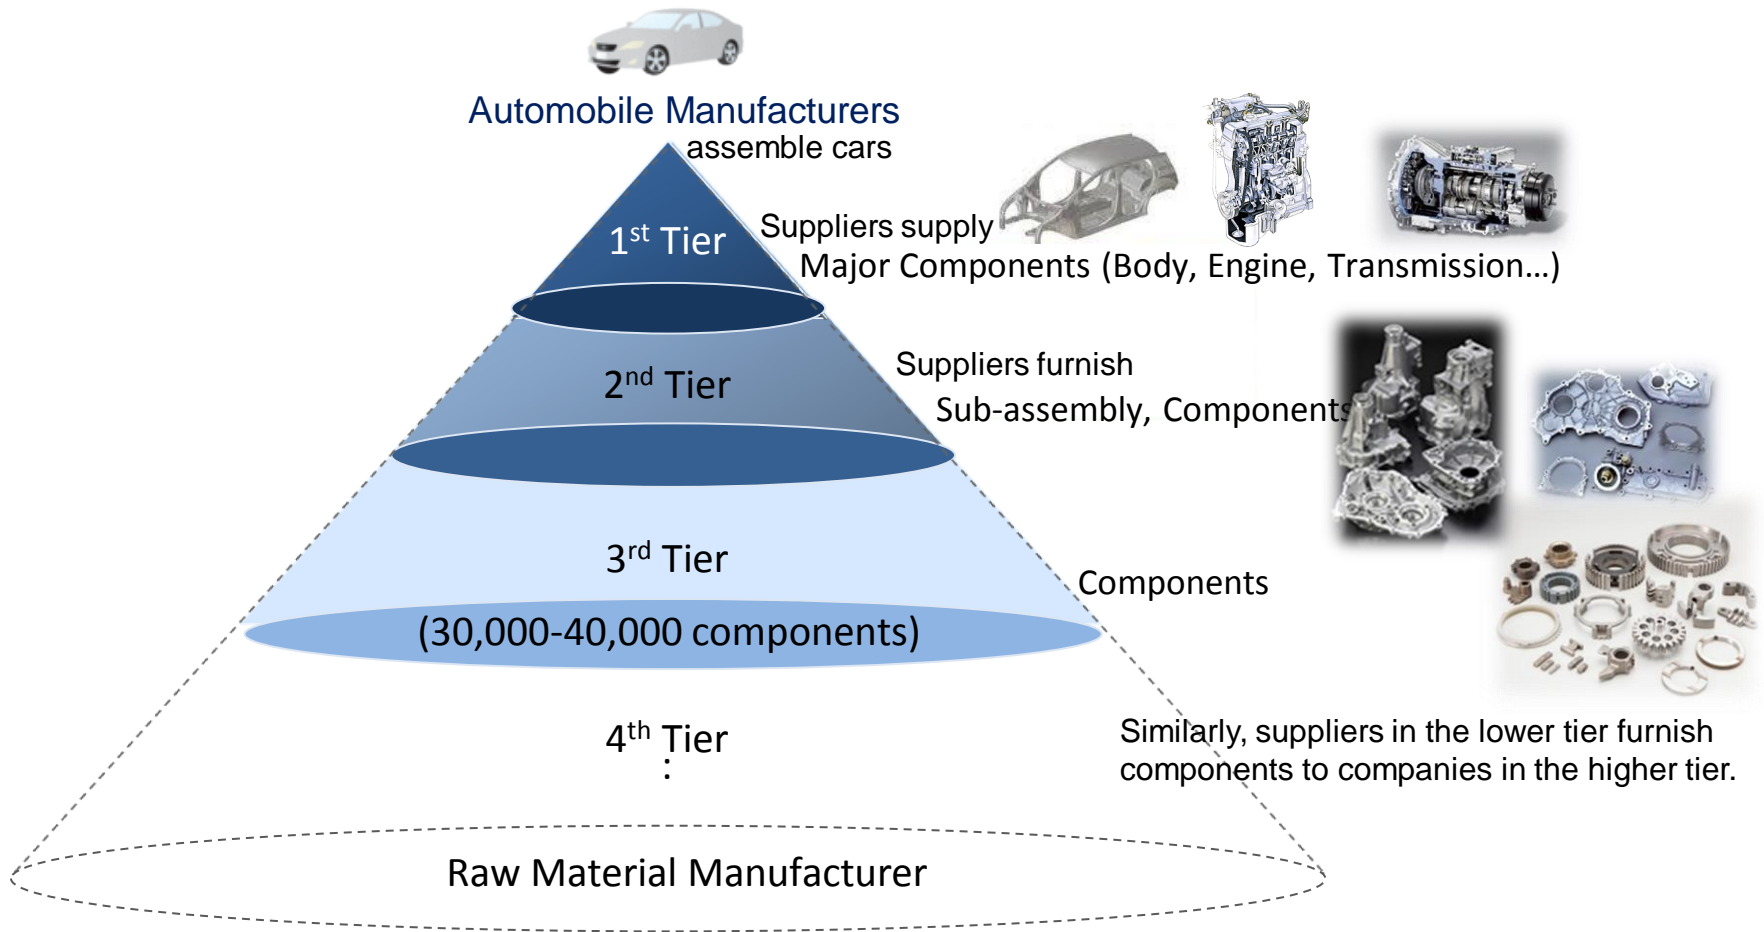 Automobile Manufacturers
assemble cars
1st Tier
Suppliers supply
Major Components (Body, Engine, Transmission...)
2nd Tier
Suppliers furnish
Sub-assembly, Components
3rd Tier
Components
(30,000-40,000 components)
4th Tier
:
Similarly, suppliers in the lower tier furnish
components to companies in the higher tier.
Raw Material Manufacturer